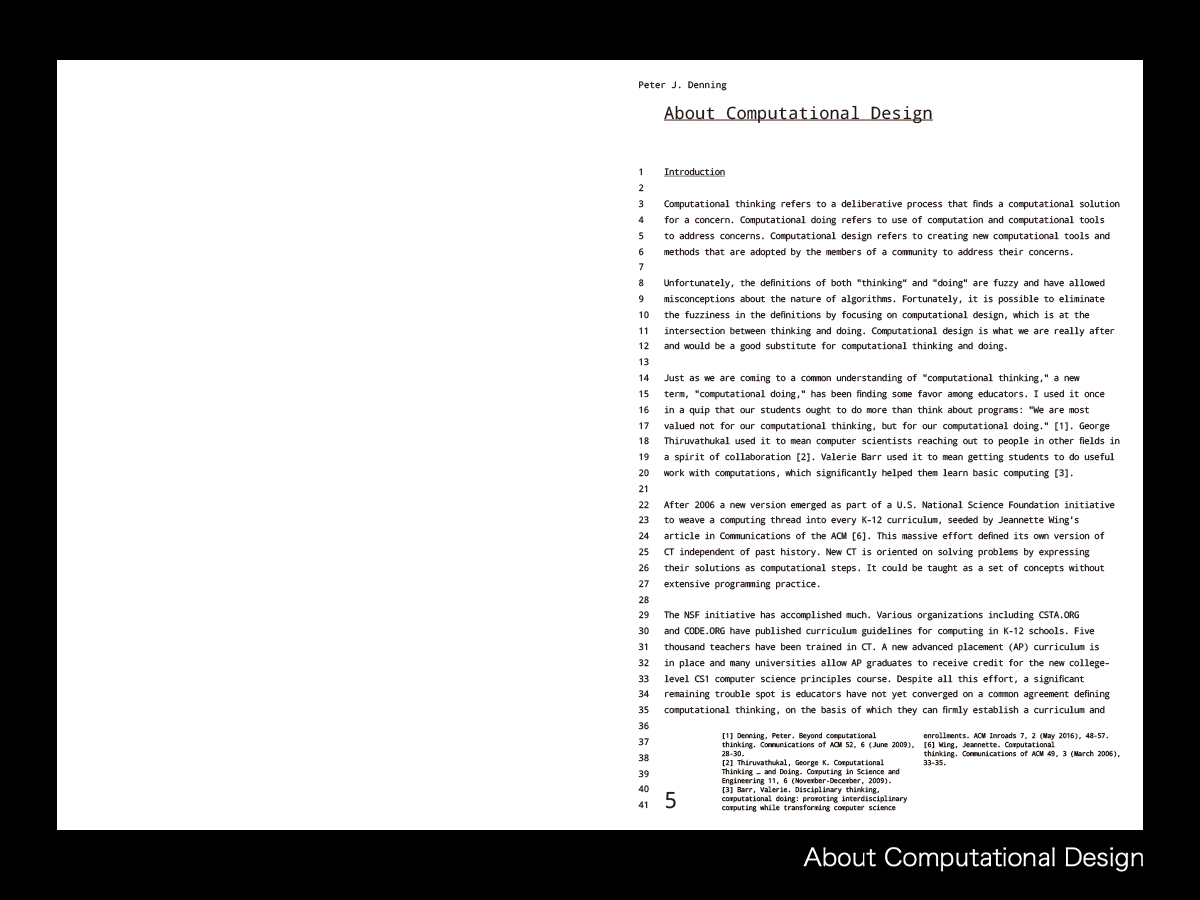 Peter J. Denning
About Computational Design
1 Introduction
2
3 Computational thinking refers to a deliberative process that finds a computational solution
4 for a concern. Computational doing refers to use of computation and computational tools
5 to address concerns. Computational design refers to creating new computational tools and
6 methods that are adopted by the members of a community to address their concerns.
7
8 Unfortunately, the definitions of both "thinking" and "doing" are fuzzy and have allowed
9 misconceptions about the nature of algorithms. Fortunately, it is possible to eliminate
10 the fuzziness in the definitions by focusing on computational design, which is at the
11 intersection between thinking and doing. Computational design is what we are really after
12 and would be a good substitute for computational thinking and doing.
13
14 Just as we are coming to a common understanding of "computational thinking," a new
15 term, "computational doing," has been finding some favor among educators. I used it once
16 in a quip that our students ought to do more than think about programs: "We are most
17 valued not for our computational thinking, but for our computational doing." [1]. George
18 Thiruvathukal used it to mean computer scientists reaching out to people in other fields in
19 a spirit of collaboration [2]. Valerie Barr used it to mean getting students to do useful
20 work with computations, which significantly helped them learn basic computing [3].
21
22 After 2006 a new version emerged as part of a U.S. National Science Foundation initiative
23 to weave a computing thread into every K-12 curriculum, seeded by Jeannette Wing's
24 article in Communications of the ACM [6]. This massive effort defined its own version of
25 CT independent of past history. New CT is oriented on solving problems by expressing
26 their solutions as computational steps. It could be taught as a set of concepts without
27 extensive programming practice.
28
29 The NSF initiative has accomplished much. Various organizations including CSTA.ORG
30 and CODE.ORG have published curriculum guidelines for computing in K-12 schools. Five
31 thousand teachers have been trained in CT. A new advanced placement (AP) curriculum is
32 in place and many universities allow AP graduates to receive credit for the new college-
33 level CS1 computer science principles course. Despite all this effort, a significant
34 remaining trouble spot is educators have not yet converged on a common agreement defining
35 computational thinking, on the basis of which they can firmly establish a curriculum and
36
37
38
39
40
41
5
[1] Denning, Peter. Beyond computational
thinking. Communications of ACM 52, 6 (June 2009),
28-30.
[2] Thiruvathukal, George K. Computational
Thinking … and Doing. Computing in Science and
Engineering 11, 6 (November-December, 2009).
[3] Barr, Valerie. Disciplinary thinking,
computational doing: promoting interdisciplinary
computing while transforming computer science
enrollments. ACM Inroads 7, 2 (May 2016), 48-57.
[6] Wing, Jeannette. Computational
thinking. Communications of ACM 49, 3 (March 2006),
33-35.
About Computational Design